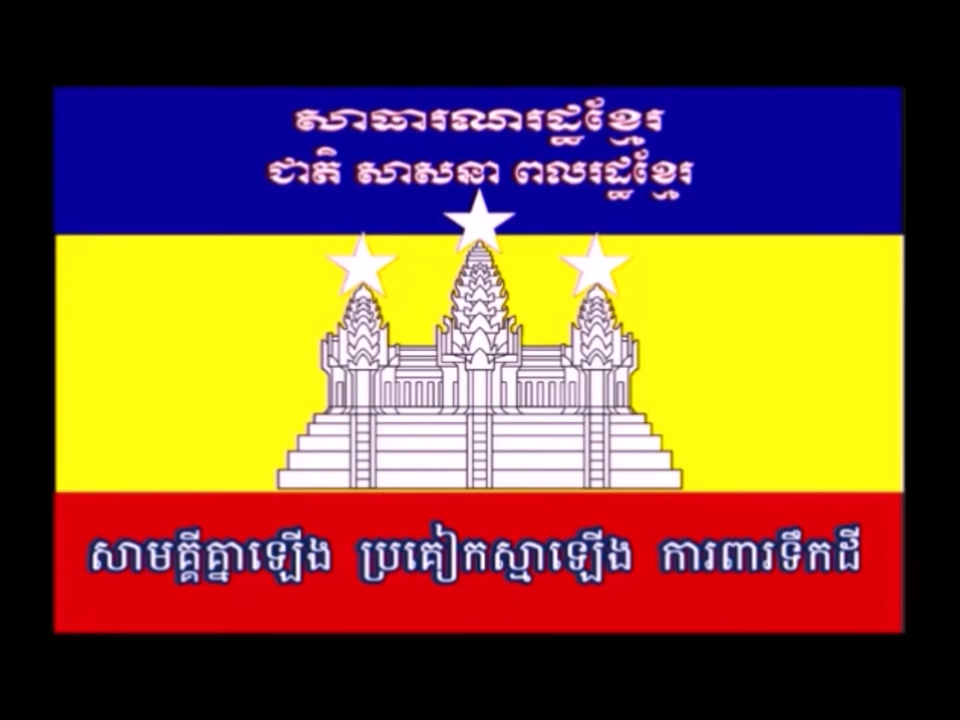 សាធារណរដ្ឋខ្មែរ
ជាតិ សាសនា ពលរដ្ឋខ្មែរ
សាមគ្គីគ្នាឡើង ប្រគៀកស្មាឡើង ការពារទឹកដី